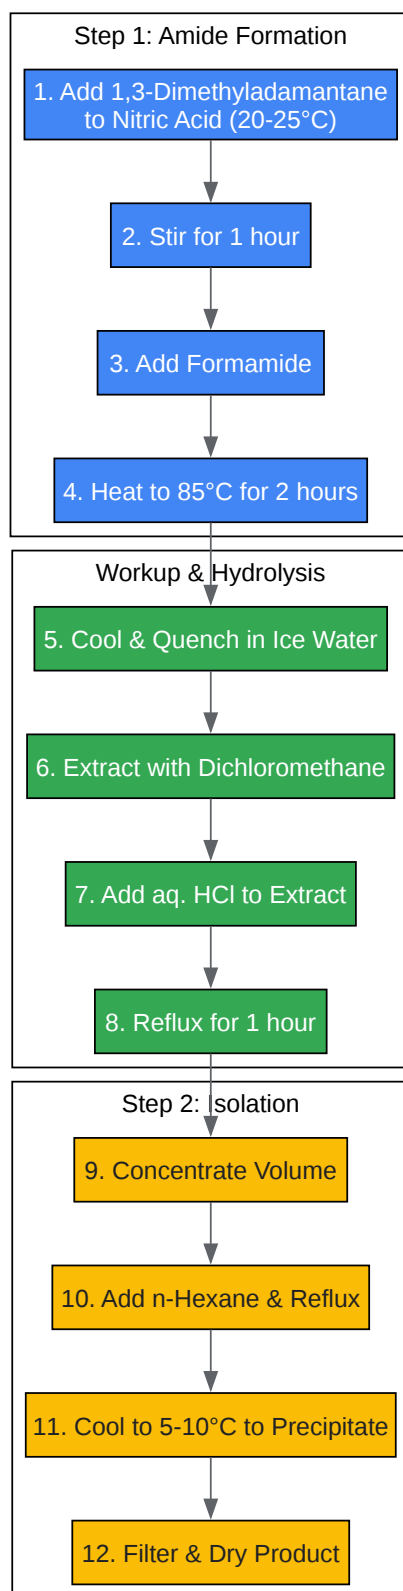 Step 1: Amide Formation
1. Add 1,3-Dimethyladamantane
to Nitric Acid (20-25°C)
2. Stir for 1 hour
3. Add Formamide
4. Heat to 85°C for 2 hours
Workup & Hydrolysis
5. Cool & Quench in Ice Water
6. Extract with Dichloromethane
7. Add aq. HCl to Extract
8. Reflux for 1 hour
Step 2: Isolation
9. Concentrate Volume
10. Add n-Hexane & Reflux
11. Cool to 5-10°C to Precipitate
12. Filter & Dry Product